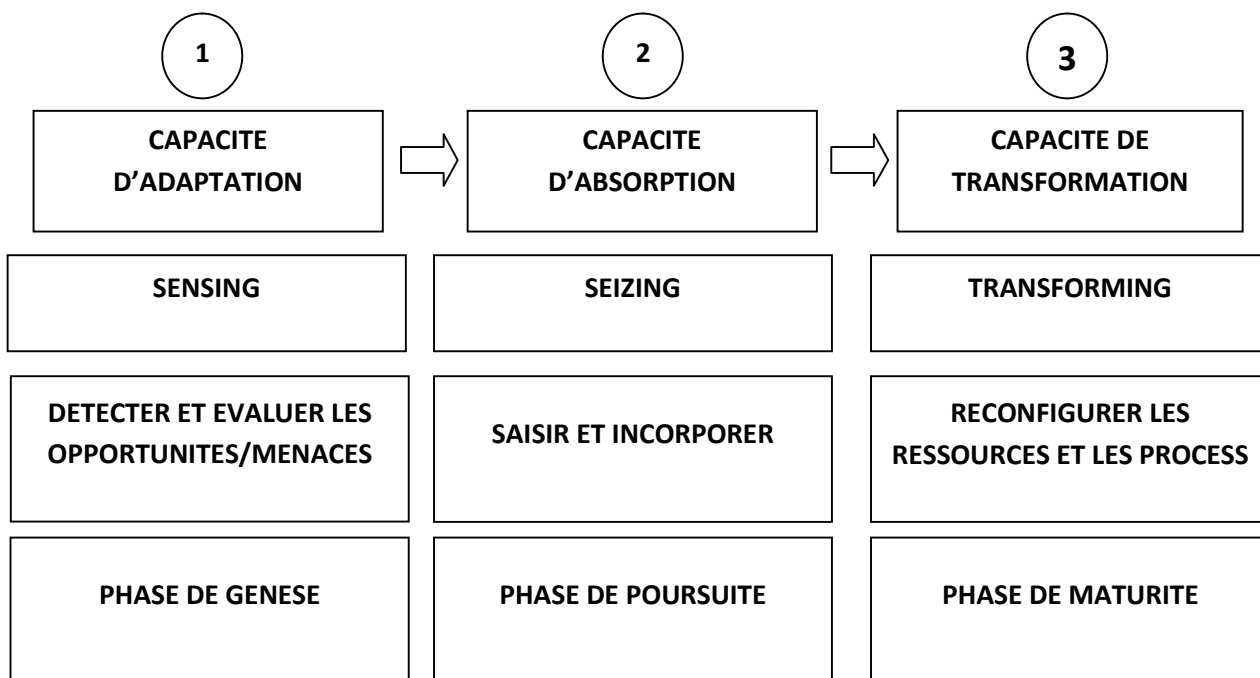 1
2
3
CAPACITE
D’ADAPTATION
CAPACITE
D’ABSORPTION
CAPACITE DE
TRANSFORMATION
SENSING
SEIZING
TRANSFORMING
DETECTER ET EVALUER LES
OPPORTUNITES/MENACES
SAISIR ET INCORPORER
RECONFIGURER LES
RESSOURCES ET LES PROCESS
PHASE DE GENESE
PHASE DE POURSUITE
PHASE DE MATURITE